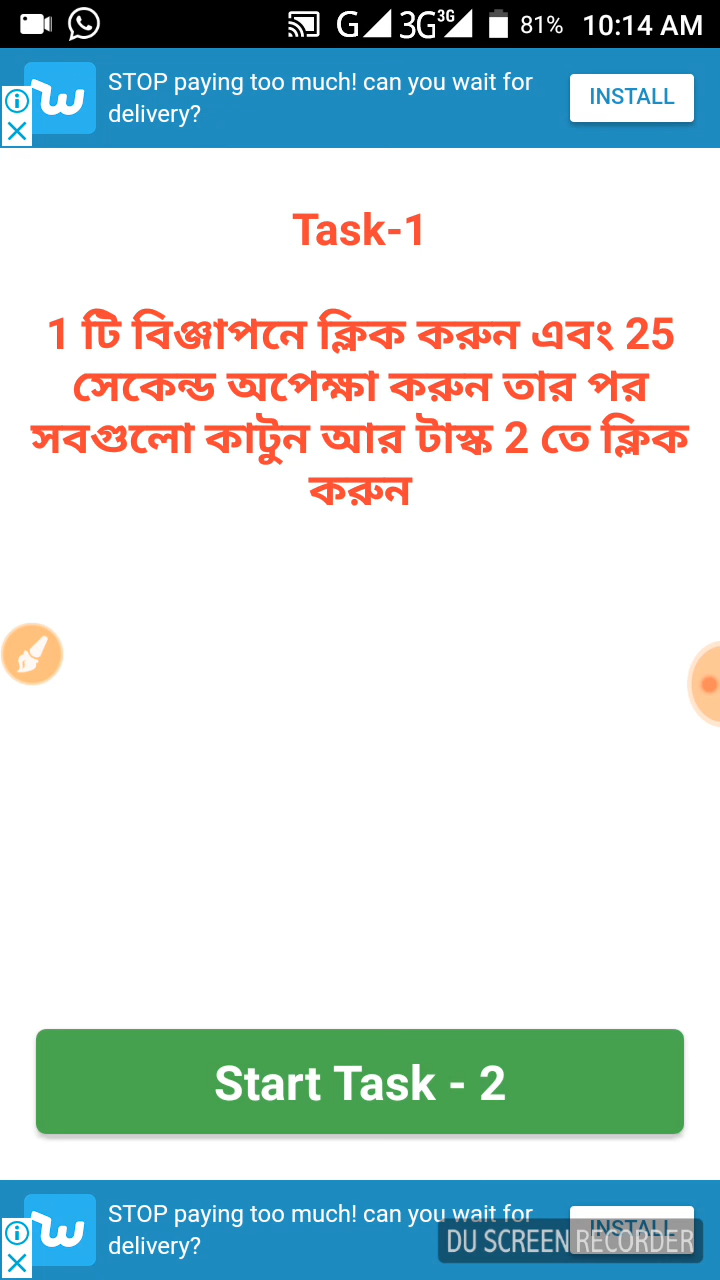 G 3G 3G 81% 10:14 AM
STOP paying too much! can you wait for
delivery?
INSTALL
Task-1
1 টি বিঞ্জাপনে ক্লিক করুন এবং 25
সেকেন্ড অপেক্ষা করুন তার পর
সবগুলো কাটুন আর টাস্ক 2 তে ক্লিক
করুন
Start Task - 2
STOP paying too much! can you wait for
delivery?
INSTALL
DU SCREEN RECORDER